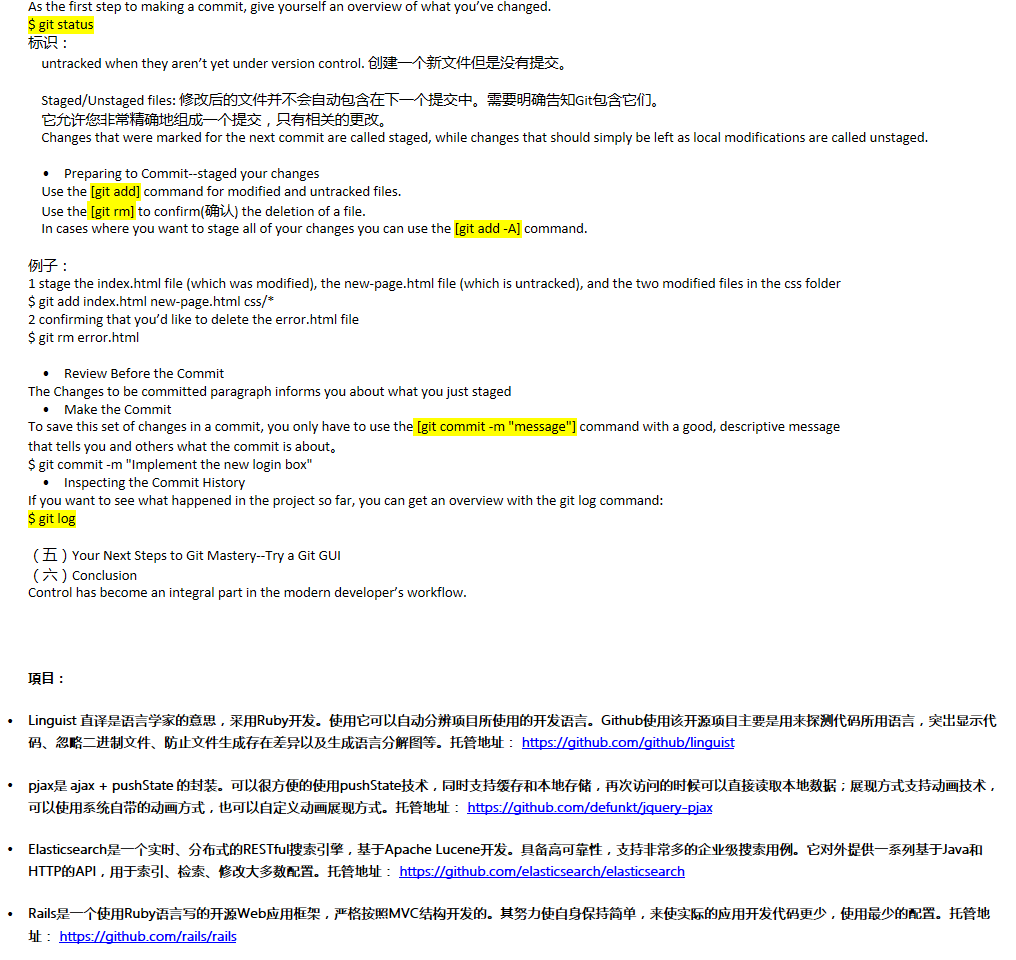 As the first step to making a commit, give yourself an overview of what you’ve changed.
$ git status
标识：
untracked when they aren’t yet under version control. 创建一个新文件但是没有提交。
Staged/Unstaged files: 修改后的文件并不会自动包含在下一个提交中。需要明确告知Git包含它们。
它允许您非常精确地组成一个提交，只有相关的更改。
Changes that were marked for the next commit are called staged, while changes that should simply be left as local modifications are called unstaged.
• Preparing to Commit--staged your changes
Use the [git add] command for modified and untracked files.
Use the [git rm] to confirm(确认) the deletion of a file.
In cases where you want to stage all of your changes you can use the [git add -A] command.
例子：
1 stage the index.html file (which was modified), the new-page.html file (which is untracked), and the two modified files in the css folder
$ git add index.html new-page.html css/*
2 confirming that you’d like to delete the error.html file
$ git rm error.html
• Review Before the Commit
The Changes to be committed paragraph informs you about what you just staged
• Make the Commit
To save this set of changes in a commit, you only have to use the [git commit -m "message"] command with a good, descriptive message
that tells you and others what the commit is about。
$ git commit -m "Implement the new login box"
• Inspecting the Commit History
If you want to see what happened in the project so far, you can get an overview with the git log command:
$ git log
（五）Your Next Steps to Git Mastery--Try a Git GUI
（六）Conclusion
Control has become an integral part in the modern developer’s workflow.
項目：
• Linguist 直译是语言学家的意思，采用Ruby开发。使用它可以自动分辨项目所使用的开发语言。Github使用该开源项目主要是用来探测代码所用语言，突出显示代
码、忽略二进制文件、防止文件生成存在差异以及生成语言分解图等。托管地址： https://github.com/github/linguist
• pjax是 ajax + pushState 的封装。可以很方便的使用pushState技术，同时支持缓存和本地存储，再次访问的时候可以直接读取本地数据；展现方式支持动画技术，
可以使用系统自带的动画方式，也可以自定义动画展现方式。托管地址： https://github.com/defunkt/jquery-pjax
• Elasticsearch是一个实时、分布式的RESTful搜索引擎，基于Apache Lucene开发。具备高可靠性，支持非常多的企业级搜索用例。它对外提供一系列基于Java和
HTTP的API，用于索引、检索、修改大多数配置。托管地址： https://github.com/elasticsearch/elasticsearch
• Rails是一个使用Ruby语言写的开源Web应用框架，严格按照MVC结构开发的。其努力使自身保持简单，来使实际的应用开发代码更少，使用最少的配置。托管地
址： https://github.com/rails/rails